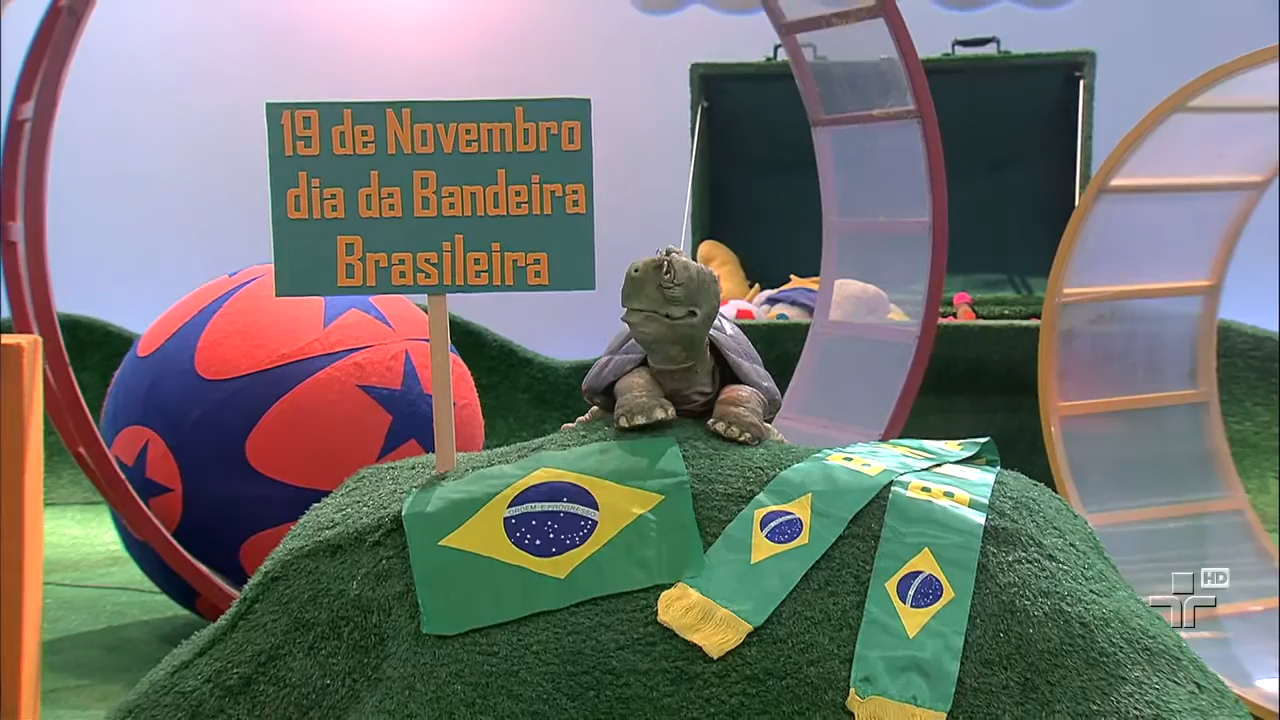 19 de Novembro
dia da Bandeira
Brasileira
ORDEM E PROGRESSO
B
B
HD